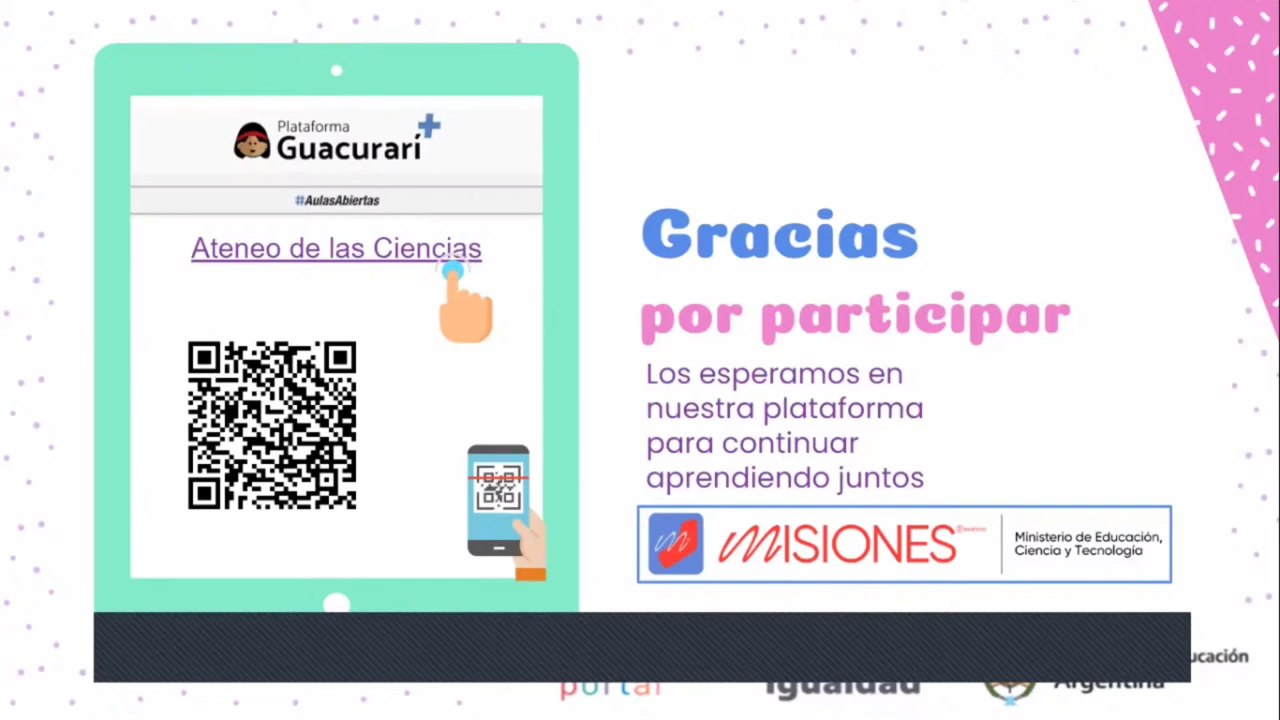 Plataforma
Guacurarí
#AulasAbiertas
Ateneo de las Ciencias
Gracias
por participar
Los esperamos en
nuestra plataforma
para continuar
aprendiendo juntos
MISIONES
Ministerio de Educación,
Ciencia y Tecnología
ucación
portal
igualdad
Argentina